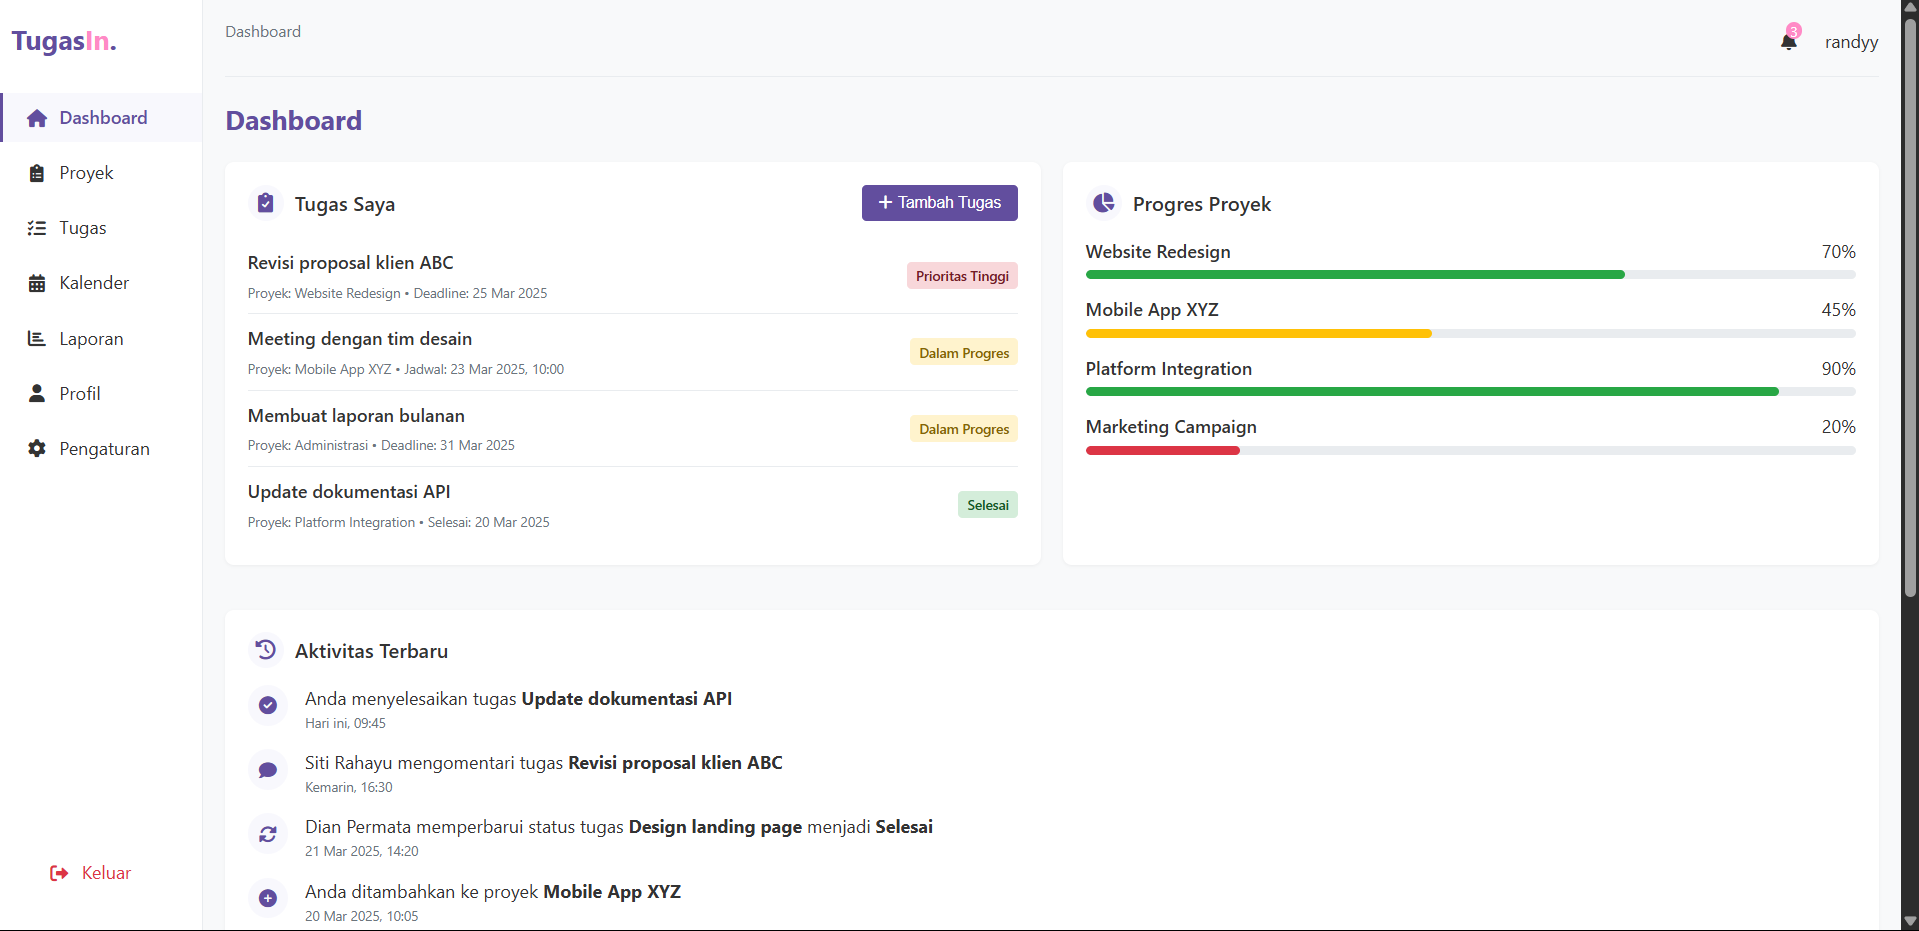 TugasIn.
Dashboard
Proyek
Tugas
Kalender
Laporan
Profil
Pengaturan
Keluar
Dashboard
3
randyy
Dashboard
Tugas Saya
Tambah Tugas
Revisi proposal klien ABC
Proyek: Website Redesign • Deadline: 25 Mar 2025
Prioritas Tinggi
Meeting dengan tim desain
Proyek: Mobile App XYZ • Jadwal: 23 Mar 2025, 10:00
Dalam Progres
Membuat laporan bulanan
Proyek: Administrasi • Deadline: 31 Mar 2025
Dalam Progres
Update dokumentasi API
Proyek: Platform Integration • Selesai: 20 Mar 2025
Selesai
Progres Proyek
Website Redesign 70%
Mobile App XYZ 45%
Platform Integration 90%
Marketing Campaign 20%
Aktivitas Terbaru
Anda menyelesaikan tugas Update dokumentasi API
Hari ini, 09:45
Siti Rahayu mengomentari tugas Revisi proposal klien ABC
Kemarin, 16:30
Dian Permata memperbarui status tugas Design landing page menjadi Selesai
21 Mar 2025, 14:20
Anda ditambahkan ke proyek Mobile App XYZ
20 Mar 2025, 10:05